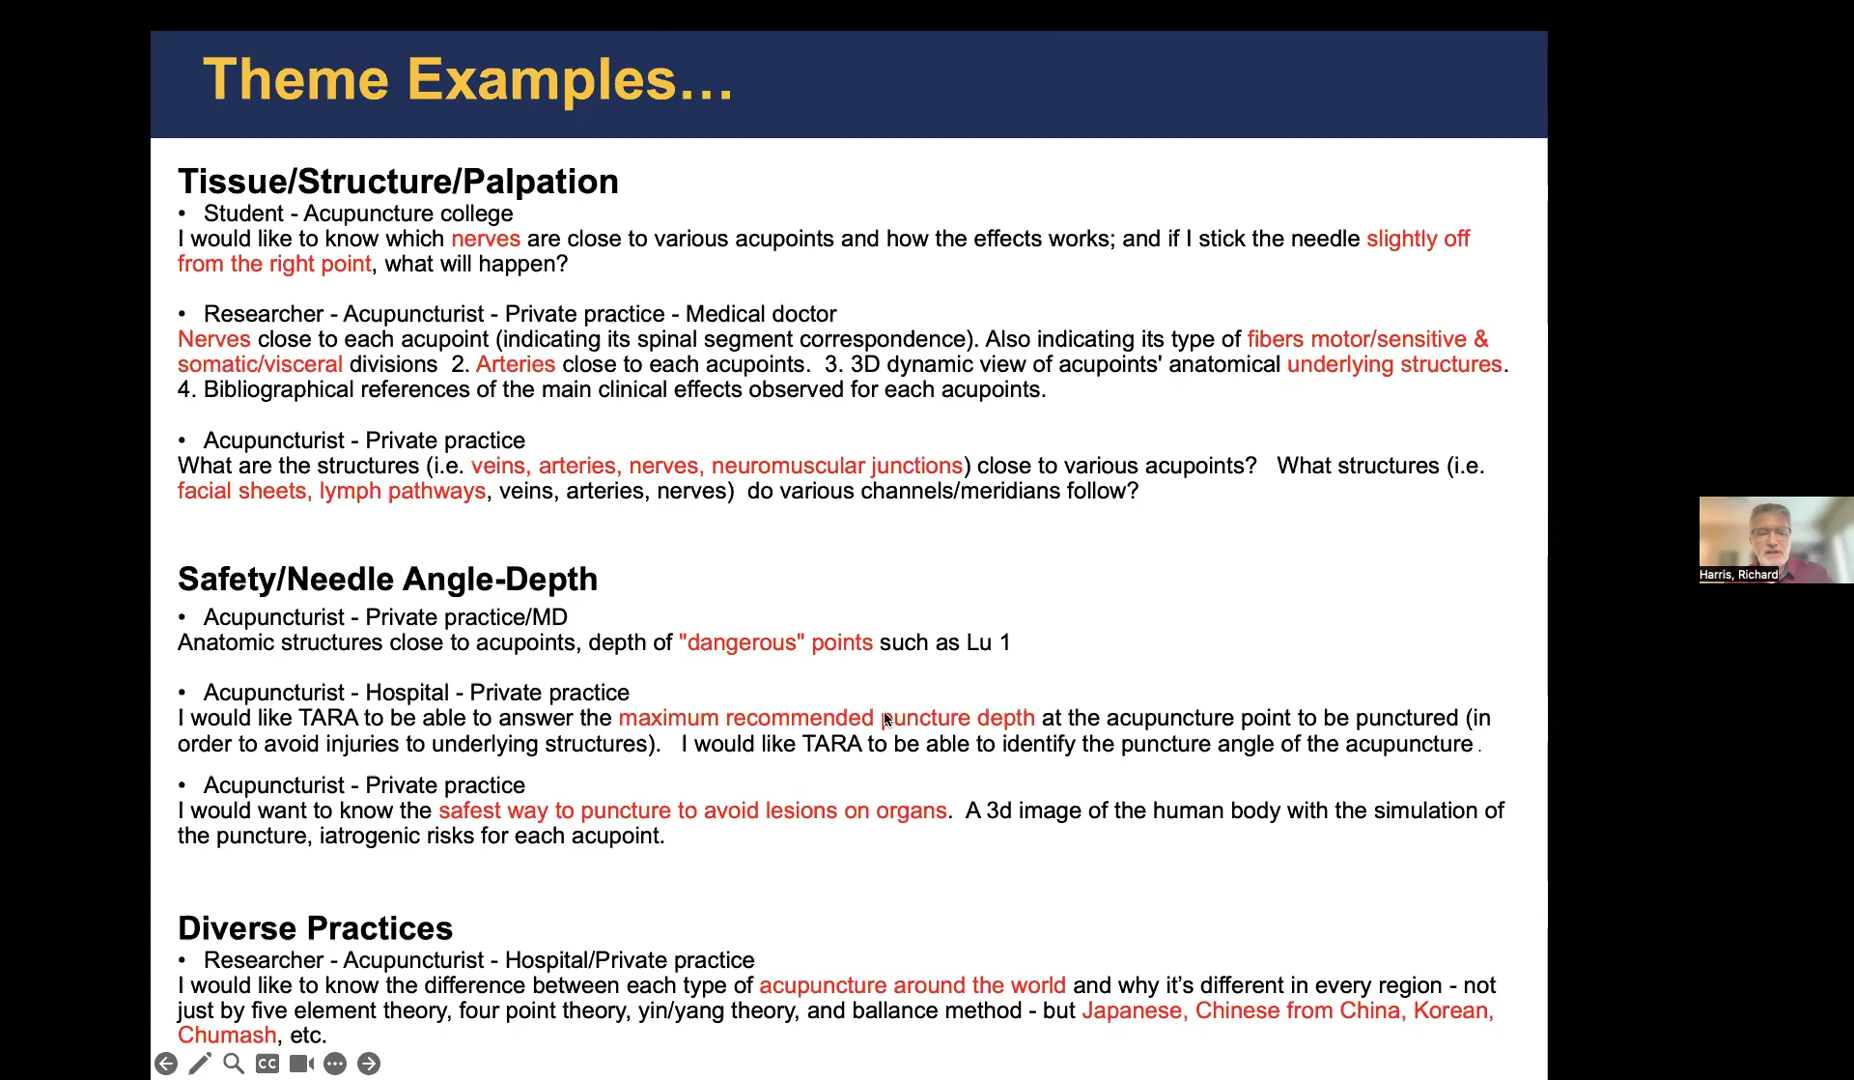 Theme Examples...
Tissue/Structure/Palpation
• Student - Acupuncture college
I would like to know which nerves are close to various acupoints and how the effects works; and if I stick the needle slightly off
from the right point, what will happen?
• Researcher - Acupuncturist - Private practice - Medical doctor
Nerves close to each acupoint (indicating its spinal segment correspondence). Also indicating its type of fibers motor/sensitive &
somatic/visceral divisions 2. Arteries close to each acupoints. 3. 3D dynamic view of acupoints' anatomical underlying structures.
4. Bibliographical references of the main clinical effects observed for each acupoints.
• Acupuncturist - Private practice
What are the structures (i.e. veins, arteries, nerves, neuromuscular junctions) close to various acupoints? What structures (i.e.
facial sheets, lymph pathways, veins, arteries, nerves) do various channels/meridians follow?
Safety/Needle Angle-Depth
• Acupuncturist - Private practice/MD
Anatomic structures close to acupoints, depth of "dangerous" points such as Lu 1
• Acupuncturist - Hospital - Private practice
I would like TARA to be able to answer the maximum recommended puncture depth at the acupuncture point to be punctured (in
order to avoid injuries to underlying structures). I would like TARA to be able to identify the puncture angle of the acupuncture .
• Acupuncturist - Private practice
I would want to know the safest way to puncture to avoid lesions on organs. A 3d image of the human body with the simulation of
the puncture, iatrogenic risks for each acupoint.
Diverse Practices
• Researcher - Acupuncturist - Hospital/Private practice
I would like to know the difference between each type of acupuncture around the world and why it's different in every region - not
just by five element theory, four point theory, yin/yang theory, and ballance method - but Japanese, Chinese from China, Korean,
Chumash, etc.
CC
Harris, Richard